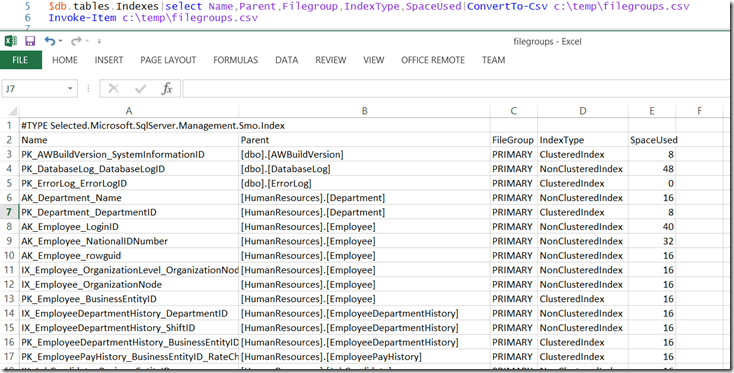 5 $db.tables.Indexes|select Name,Parent,Filegroup,IndexType,SpaceUsed|ConvertTo-Csv c:\temp\filegroups.csv
6 Invoke-Item c:\temp\filegroups.csv
7
filegroups - Excel
FILE HOME INSERT PAGE LAYOUT FORMULAS DATA REVIEW VIEW OFFICE REMOTE TEAM
J7 fx
A B C D E F
1 #TYPE Selected.Microsoft.SqlServer.Management.Smo.Index
2 Name Parent FileGroup IndexType SpaceUsed
3 PK_AWBuildVersion_SystemInformationID [dbo].[AWBuildVersion] PRIMARY ClusteredIndex 8
4 PK_DatabaseLog_DatabaseLogID [dbo].[DatabaseLog] PRIMARY NonClusteredIndex 48
5 PK_ErrorLog_ErrorLogID [dbo].[ErrorLog] PRIMARY ClusteredIndex 0
6 AK_Department_Name [HumanResources].[Department] PRIMARY NonClusteredIndex 16
7 PK_Department_DepartmentID [HumanResources].[Department] PRIMARY ClusteredIndex 8
8 AK_Employee_LoginID [HumanResources].[Employee] PRIMARY NonClusteredIndex 40
9 AK_Employee_NationalIDNumber [HumanResources].[Employee] PRIMARY NonClusteredIndex 32
10 AK_Employee_rowguid [HumanResources].[Employee] PRIMARY NonClusteredIndex 16
11 IX_Employee_OrganizationLevel_OrganizationNod [HumanResources].[Employee] PRIMARY NonClusteredIndex 16
12 IX_Employee_OrganizationNode [HumanResources].[Employee] PRIMARY NonClusteredIndex 16
13 PK_Employee_BusinessEntityID [HumanResources].[Employee] PRIMARY ClusteredIndex 16
14 IX_EmployeeDepartmentHistory_DepartmentID [HumanResources].[EmployeeDepartmentHistory] PRIMARY NonClusteredIndex 16
15 IX_EmployeeDepartmentHistory_ShiftID [HumanResources].[EmployeeDepartmentHistory] PRIMARY NonClusteredIndex 16
16 PK_EmployeeDepartmentHistory_BusinessEntityID [HumanResources].[EmployeeDepartmentHistory] PRIMARY ClusteredIndex 16
17 PK_EmployeePayHistory_BusinessEntityID_RateCh [HumanResources].[EmployeePayHistory] PRIMARY ClusteredIndex 16